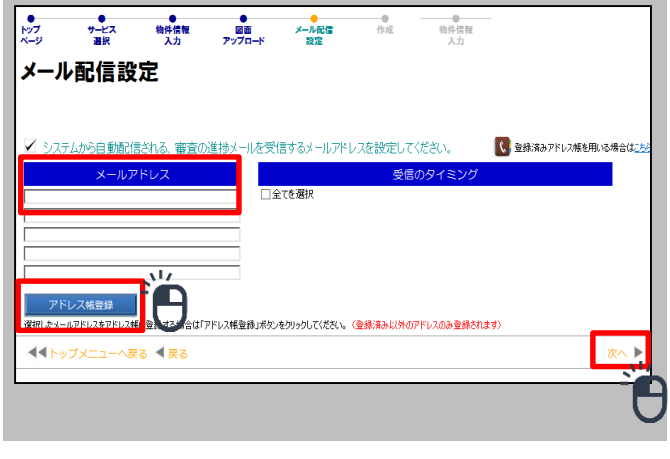 トップ
ページ
サービス
選択
物件情報
入力
図面
アップロード
メール配信
設定
作成
物件情報
入力
メール配信設定
システムから自動配信される、審査の進捗メールを受信するメールアドレスを設定してください。
登録済みアドレス帳を用いる場合はこちら
メールアドレス
受信のタイミング
全てを選択
アドレス帳登録
選択したメールアドレスをアドレス帳 登録する場合は「アドレス帳登録」ボタンをクリックしてください。（登録済み以外のアドレスのみ登録されます）
トップメニューへ戻る 戻る
次へ